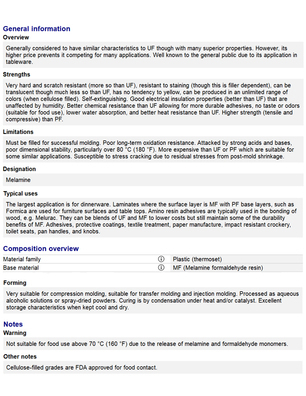 General information
Overview
Generally considered to have similar characteristics to UF though with many superior properties. However, its
higher price prevents it competing for many applications. Well known to the general public due to its application in
tableware.
Strengths
Very hard and scratch resistant (more so than UF), resistant to staining (though this is filler dependent), can be
translucent though much less so than UF, has no tendency to yellow, can be produced in an unlimited range of
colors (when cellulose filled). Self-extinguishing. Good electrical insulation properties (better than UF) that are
unaffected by humidity. Better chemical resistance than UF allowing for more durable adhesives, no taste or odors
(suitable for food use), lower water absorption, and better heat resistance than UF. Higher strength (tensile and
compressive) than PF.
Limitations
Must be filled for successful molding. Poor long-term oxidation resistance. Attacked by strong acids and bases,
poor dimensional stability, particularly over 80 °C (180 °F). More expensive than UF or PF which are suitable for
some similar applications. Susceptible to stress cracking due to residual stresses from post-mold shrinkage.
Designation
Melamine
Typical uses
The largest application is for dinnerware. Laminates where the surface layer is MF with PF base layers, such as
Formica are used for furniture surfaces and table tops. Amino resin adhesives are typically used in the bonding of
wood, e.g. Melurac. They can be blends of UF and MF to lower costs but still maintain some of the durability
benefits of MF. Adhesives, protective coatings, textile treatment, paper manufacture, impact resistant crockery,
toilet seats, pan handles, and knobs.
Composition overview
Material family ⓘ Plastic (thermoset)
Base material ⓘ MF (Melamine formaldehyde resin)
Forming
Very suitable for compression molding, suitable for transfer molding and injection molding. Processed as aqueous
alcoholic solutions or spray-dried powders. Curing is by condensation under heat and/or catalyst. Excellent
storage characteristics when kept cool and dry.
Notes
Warning
Not suitable for food use above 70 °C (160 °F) due to the release of melamine and formaldehyde monomers.
Other notes
Cellulose-filled grades are FDA approved for food contact.